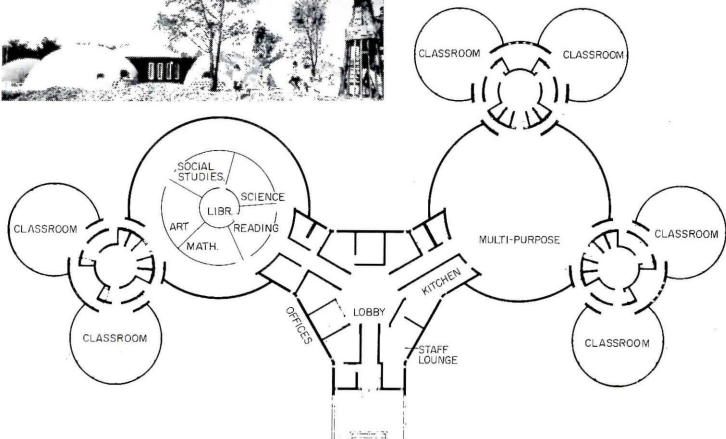 CLASSROOM
CLASSROOM
SOCIAL
STUDIES
SCIENCE
LIBR.
ART
READING
MATH.
CLASSROOM
CLASSROOM
MULTI-PURPOSE
CLASSROOM
CLASSROOM
KITCHEN
LOBBY
OFFICES
STAFF
LOUNGE